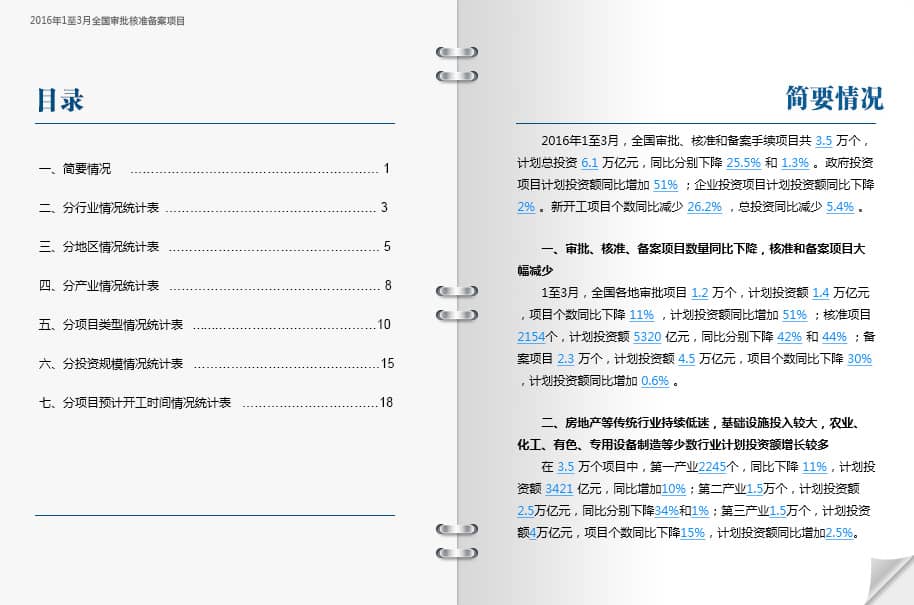 2016年1至3月全国审批核准备案项目
目录
一、简要情况 ………………………………………………… 1
二、分行业情况统计表 ………………………………………… 3
三、分地区情况统计表 ………………………………………… 5
四、分产业情况统计表 ………………………………………… 8
五、分项目类型情况统计表 ……………………………………10
六、分投资规模情况统计表 ……………………………………15
七、分项目预计开工时间情况统计表 ……………………………18
简要情况
2016年1至3月，全国审批、核准和备案手续项目共 3.5 万个，
计划总投资 6.1 万亿元，同比分别下降 25.5% 和 1.3% 。政府投资
项目计划投资额同比增加 51% ；企业投资项目计划投资额同比下降
2% 。新开工项目个数同比减少 26.2% ，总投资同比减少 5.4% 。
一、审批、核准、备案项目数量同比下降，核准和备案项目大
幅减少
1至3月，全国各地审批项目 1.2 万个，计划投资额 1.4 万亿元
，项目个数同比下降 11% ，计划投资额同比增加 51% ；核准项目
2154个，计划投资额 5320 亿元，同比分别下降 42% 和 44% ；备
案项目 2.3 万个，计划投资额 4.5 万亿元，项目个数同比下降 30%
，计划投资额同比增加 0.6% 。
二、房地产等传统行业持续低迷，基础设施投入较大，农业、
化工、有色、专用设备制造等少数行业计划投资额增长较多
在 3.5 万个项目中，第一产业2245个，同比下降 11%，计划投
资额 3421 亿元，同比增加10%；第二产业1.5万个，计划投资额
2.5万亿元，同比分别下降34%和1%；第三产业1.5万个，计划投资
额4万亿元，项目个数同比下降15%，计划投资额同比增加2.5%。